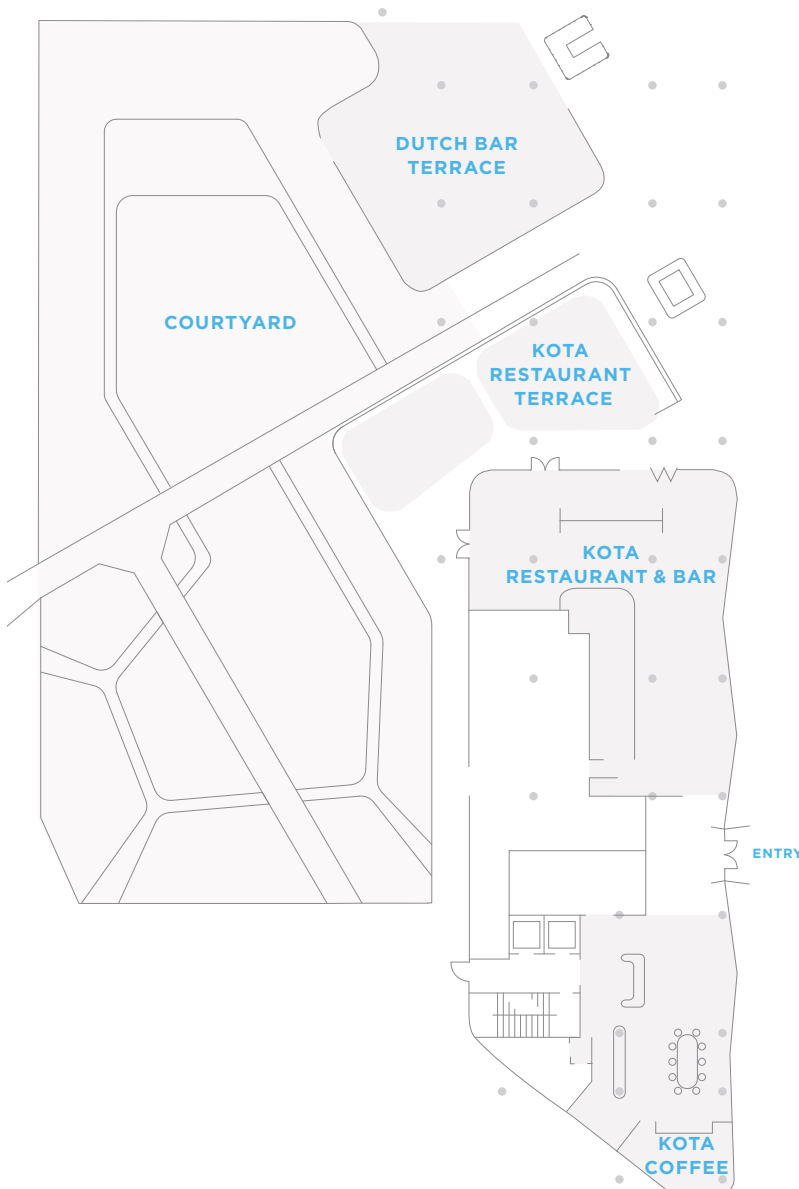 DUTCH BAR
TERRACE
COURTYARD
KOTA
RESTAURANT
TERRACE
KOTA
RESTAURANT & BAR
ENTRY
KOTA
COFFEE